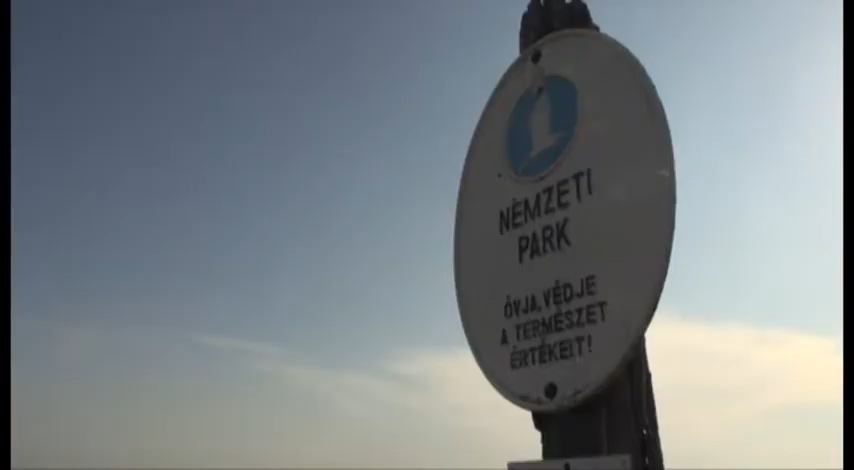 NEMZETI
PARK
ÓVJA, VÉDJE
A TERMÉSZET
ÉRTÉKEIT!